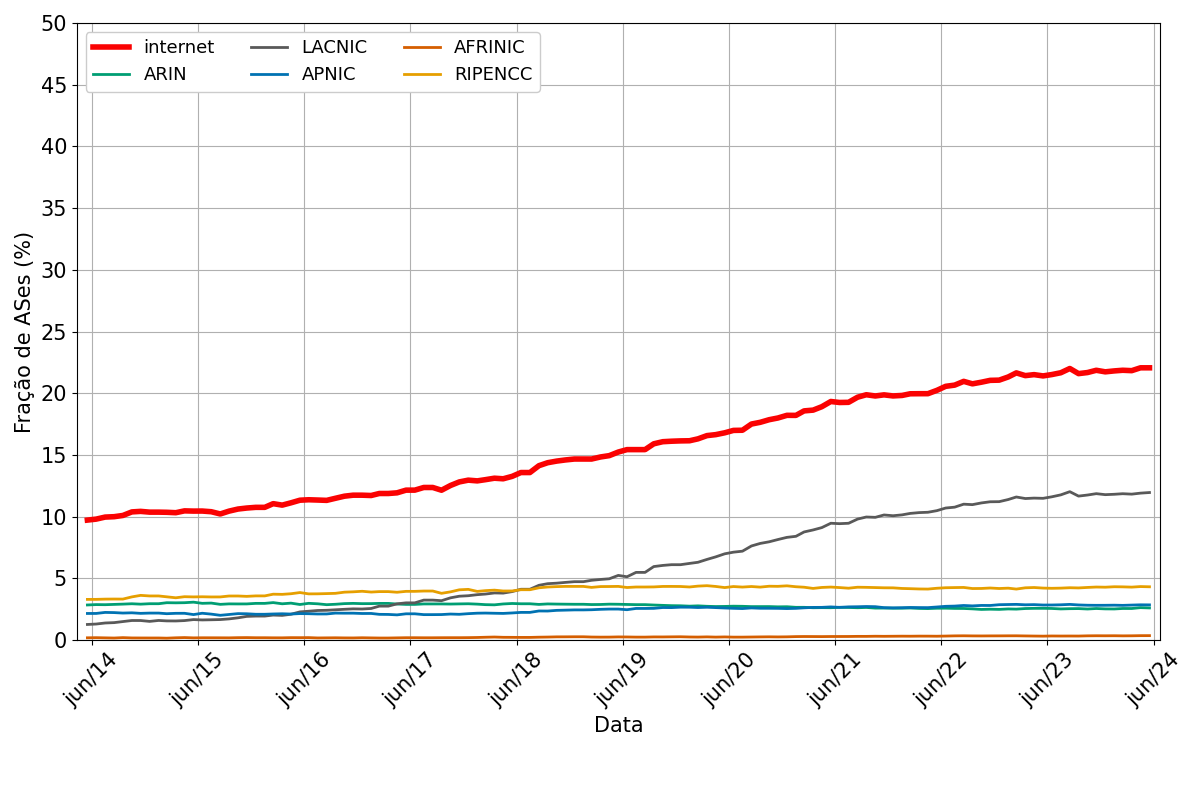 internet LACNIC AFRINIC
ARIN APNIC RIPENCC
50
45
40
35
30
25
20
15
10
5
0
Fração de ASes (%)
jun/14 jun/15 jun/16 jun/17 jun/18 jun/19 jun/20 jun/21 jun/22 jun/23 jun/24
Data